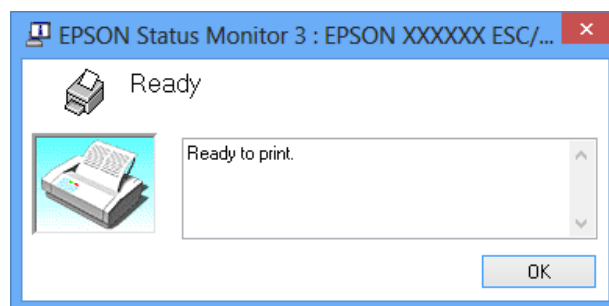 EPSON Status Monitor 3 : EPSON XXXXXX ESC/...
Ready
Ready to print.
OK